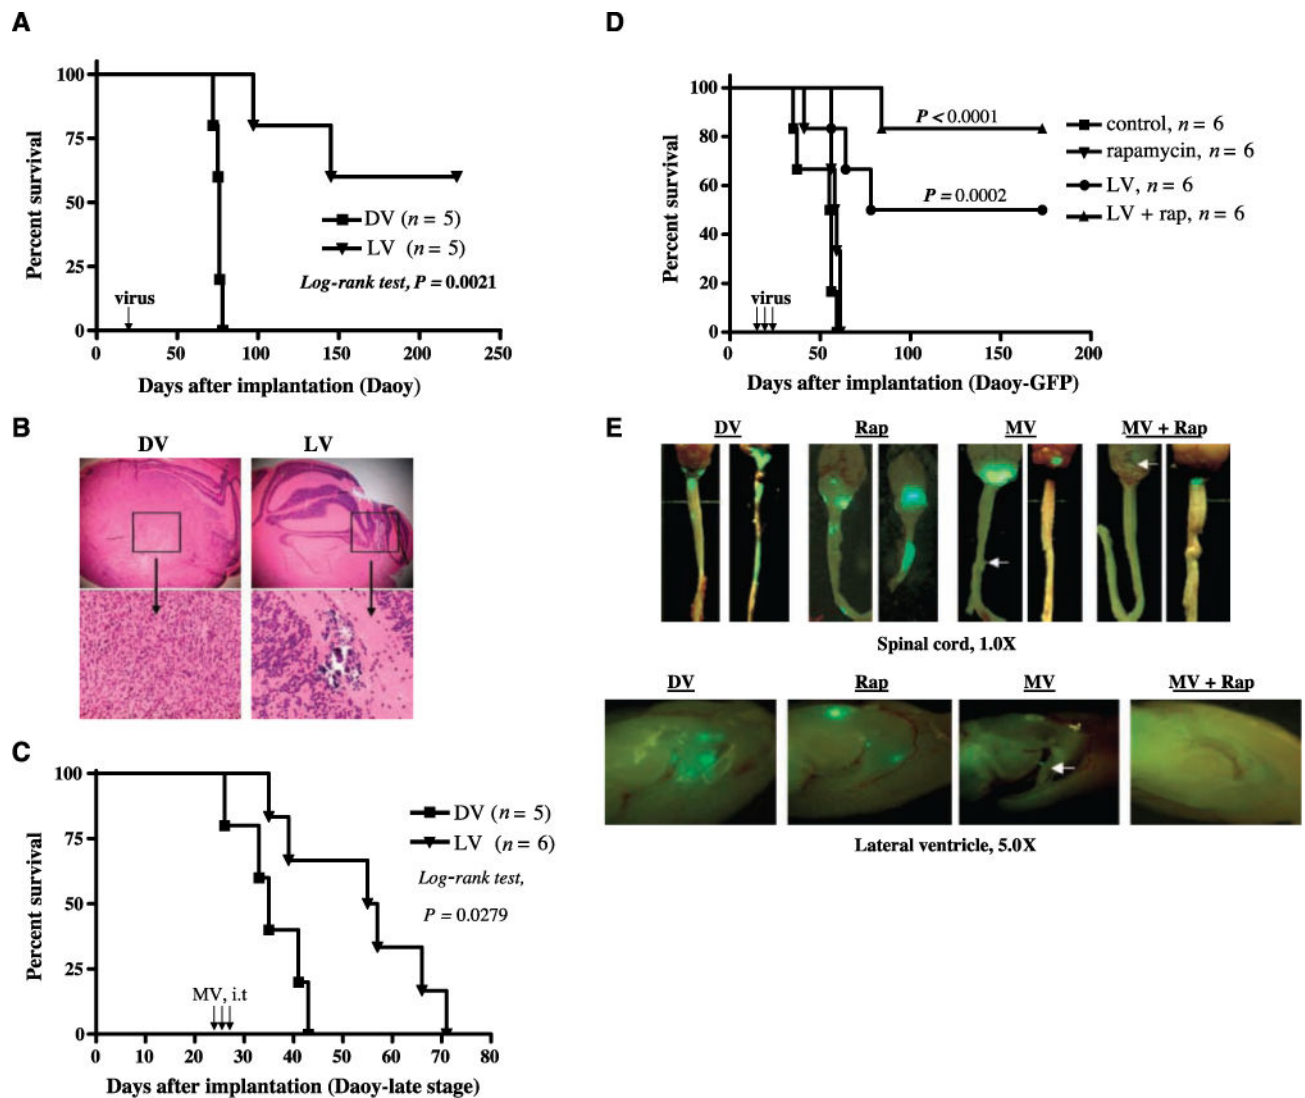 A
Percent survival
100
75
50
25
0
virus
DV (n = 5)
LV (n = 5)
Log-rank test, P = 0.0021
0 50 100 150 200 250
Days after implantation (Daoy)
B
DV LV
C
Percent survival
100
75
50
25
0
DV (n = 5)
LV (n = 6)
Log-rank test,
P = 0.0279
MV, i.t
0 10 20 30 40 50 60 70 80
Days after implantation (Daoy-late stage)
D
Percent survival
100
80
60
40
20
0
P < 0.0001
P = 0.0002
virus
control, n = 6
rapamycin, n = 6
LV, n = 6
LV + rap, n = 6
0 50 100 150 200
Days after implantation (Daoy-GFP)
E
DV Rap MV MV + Rap
Spinal cord, 1.0X
DV Rap MV MV + Rap
Lateral ventricle, 5.0X